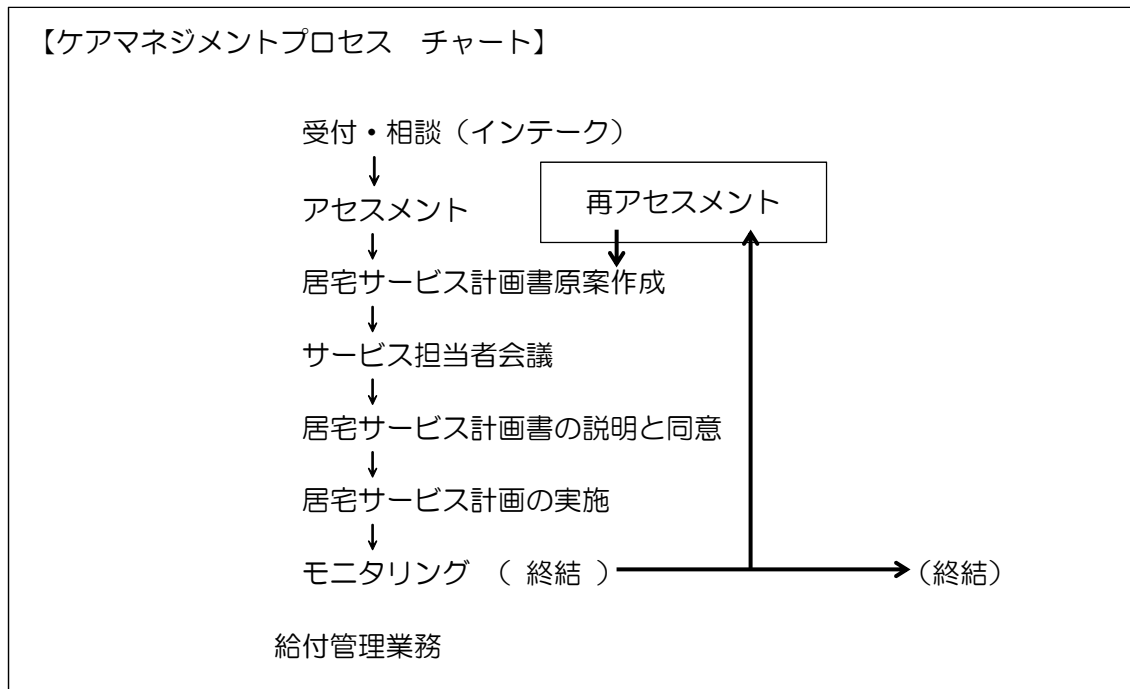 【ケアマネジメントプロセス　チャート】
受付・相談（インテーク）
アセスメント
再アセスメント
居宅サービス計画書原案作成
サービス担当者会議
居宅サービス計画書の説明と同意
居宅サービス計画の実施
モニタリング　（ 終結 ）
（終結）
給付管理業務